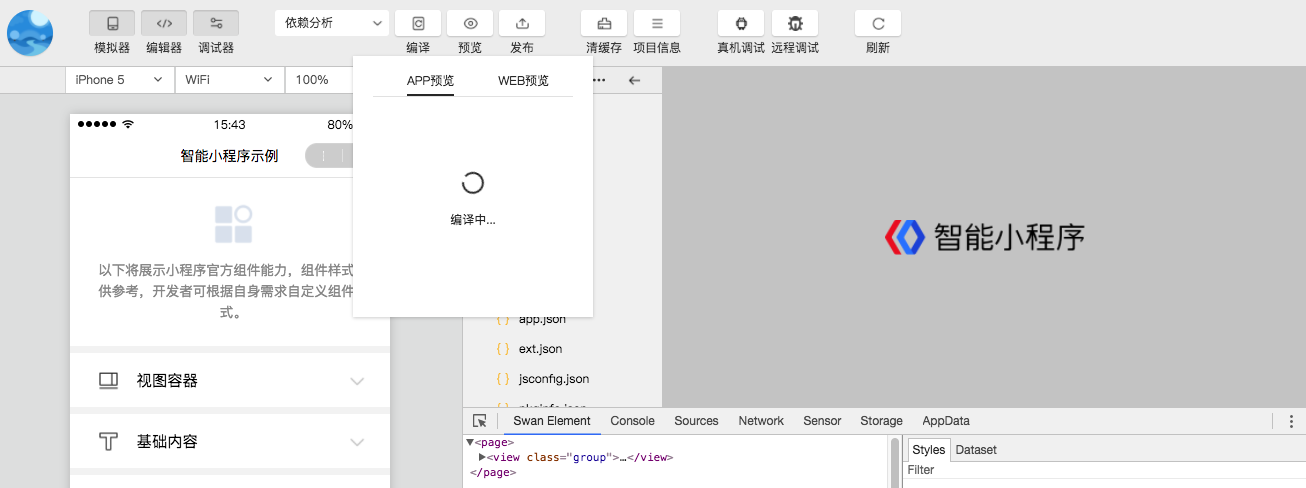 模拟器
编辑器
调试器
依赖分析
编译
预览
发布
清缓存
项目信息
真机调试
远程调试
刷新
iPhone 5
WiFi
100%
APP预览
WEB预览
编译中...
15:43
80%
智能小程序示例
以下将展示小程序官方组件能力，组件样式
供参考，开发者可根据自身需求自定义组件
式。
视图容器
基础内容
app.json
{ } ext.json
{ } jsconfig.json
智能小程序
Swan Element
Console
Sources
Network
Sensor
Storage
AppData
<page>
<view class="group">…</view>
</page>
Styles
Dataset
Filter